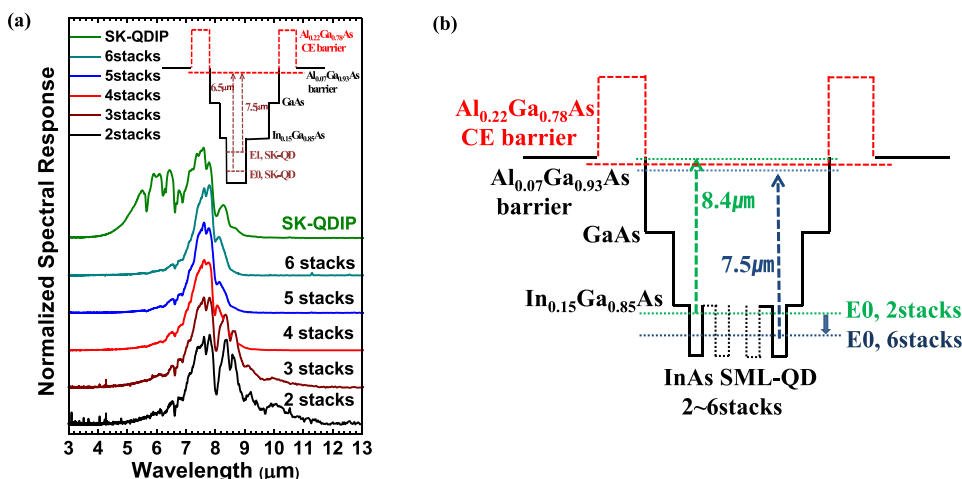 (a)
SK-QDIP
6stacks
5stacks
4stacks
3stacks
2stacks
Al0.22Ga0.78As
CE barrier
Al0.07Ga0.93As
barrier
6.5μm
7.5μm
GaAs
In0.15Ga0.85As
E1, SK-QD
E0, SK-QD
SK-QDIP
6 stacks
5 stacks
4 stacks
3 stacks
2 stacks
Normalized Spectral Response
3 4 5 6 7 8 9 10 11 12 13
Wavelength (μm)
(b)
Al0.22Ga0.78As
CE barrier
Al0.07Ga0.93As
barrier
8.4μm
GaAs
7.5μm
In0.15Ga0.85As
E0, 2stacks
E0, 6stacks
InAs SML-QD
2~6stacks